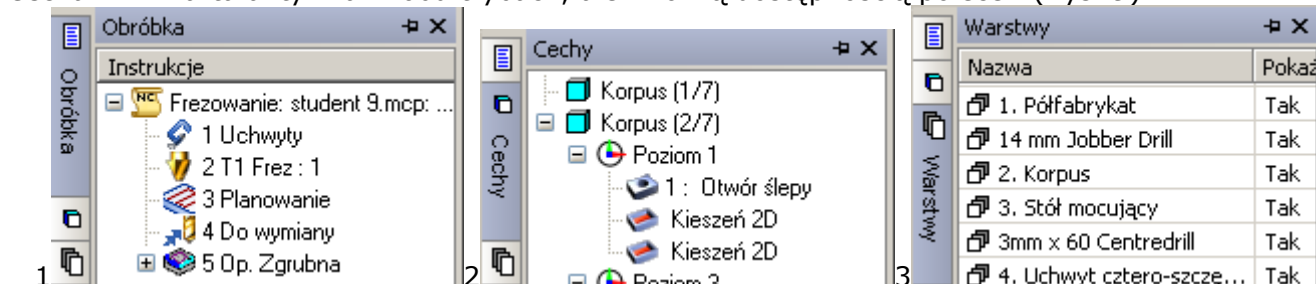 Obróbka
Obróbka
Instrukcje
Frezowanie: student 9.mcp: ...
1 Uchwyty
2 T1 Frez : 1
3 Planowanie
4 Do wymiany
5 Op. Zgrubna
1
Cechy
Cechy
Korpus (1/7)
Korpus (2/7)
Poziom 1
1 : Otwór ślepy
Kieszeń 2D
Kieszeń 2D
2
Warstwy
Warstwy
Nazwa Pokaż
1. Półfabrykat Tak
14 mm Jobber Drill Tak
2. Korpus Tak
3. Stół mocujący Tak
3mm x 60 Centredrill Tak
4. Uchwyt cztero-szcze... Tak
3